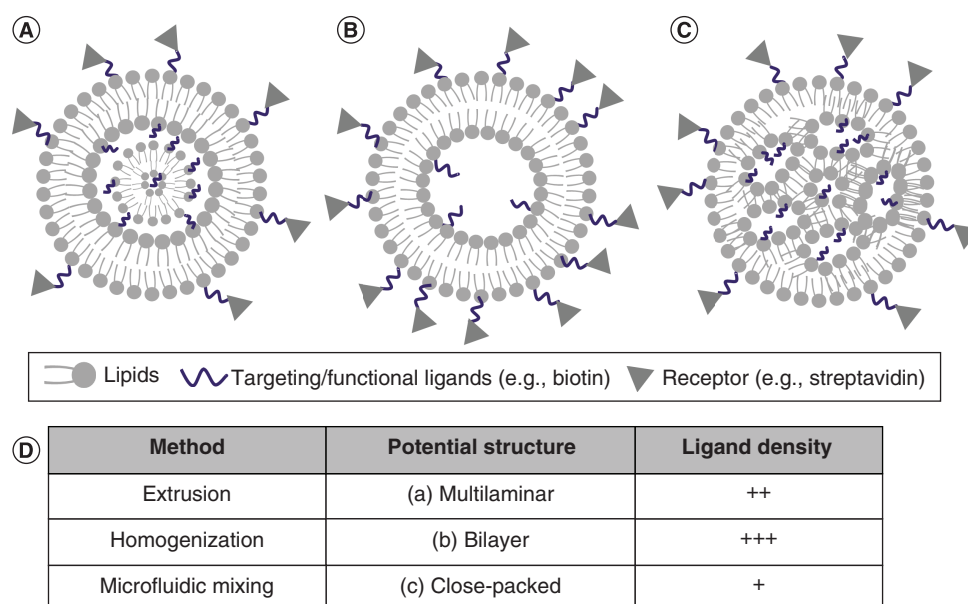 A B C
Lipids Targeting/functional ligands (e.g., biotin) Receptor (e.g., streptavidin)
D
Method Potential structure Ligand density
Extrusion (a) Multilaminar ++
Homogenization (b) Bilayer +++
Microfluidic mixing (c) Close-packed +